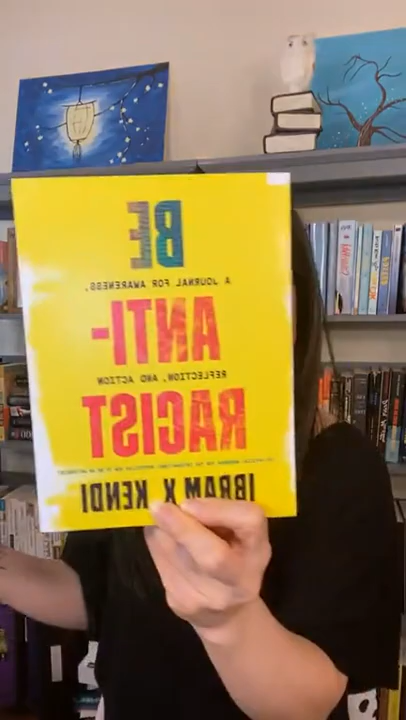 BE
A JOURNAL FOR AWARENESS,
ANTI-
REFLECTION, AND ACTION
RACIST
IBRAM X KENDI